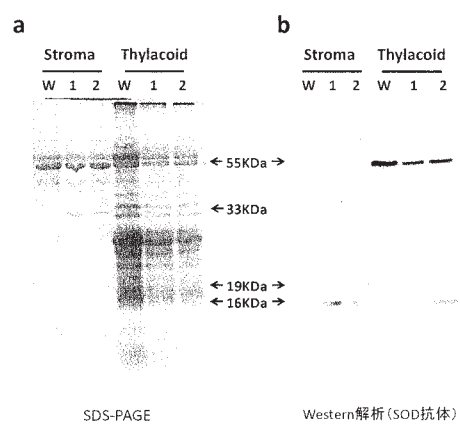 a
Stroma Thylacoid
W 1 2 W 1 2
←55KDa→
←33KDa
←19KDa→
←16KDa→
SDS-PAGE
b
Stroma Thylacoid
W 1 2 W 1 2
Western解析(SOD抗体)